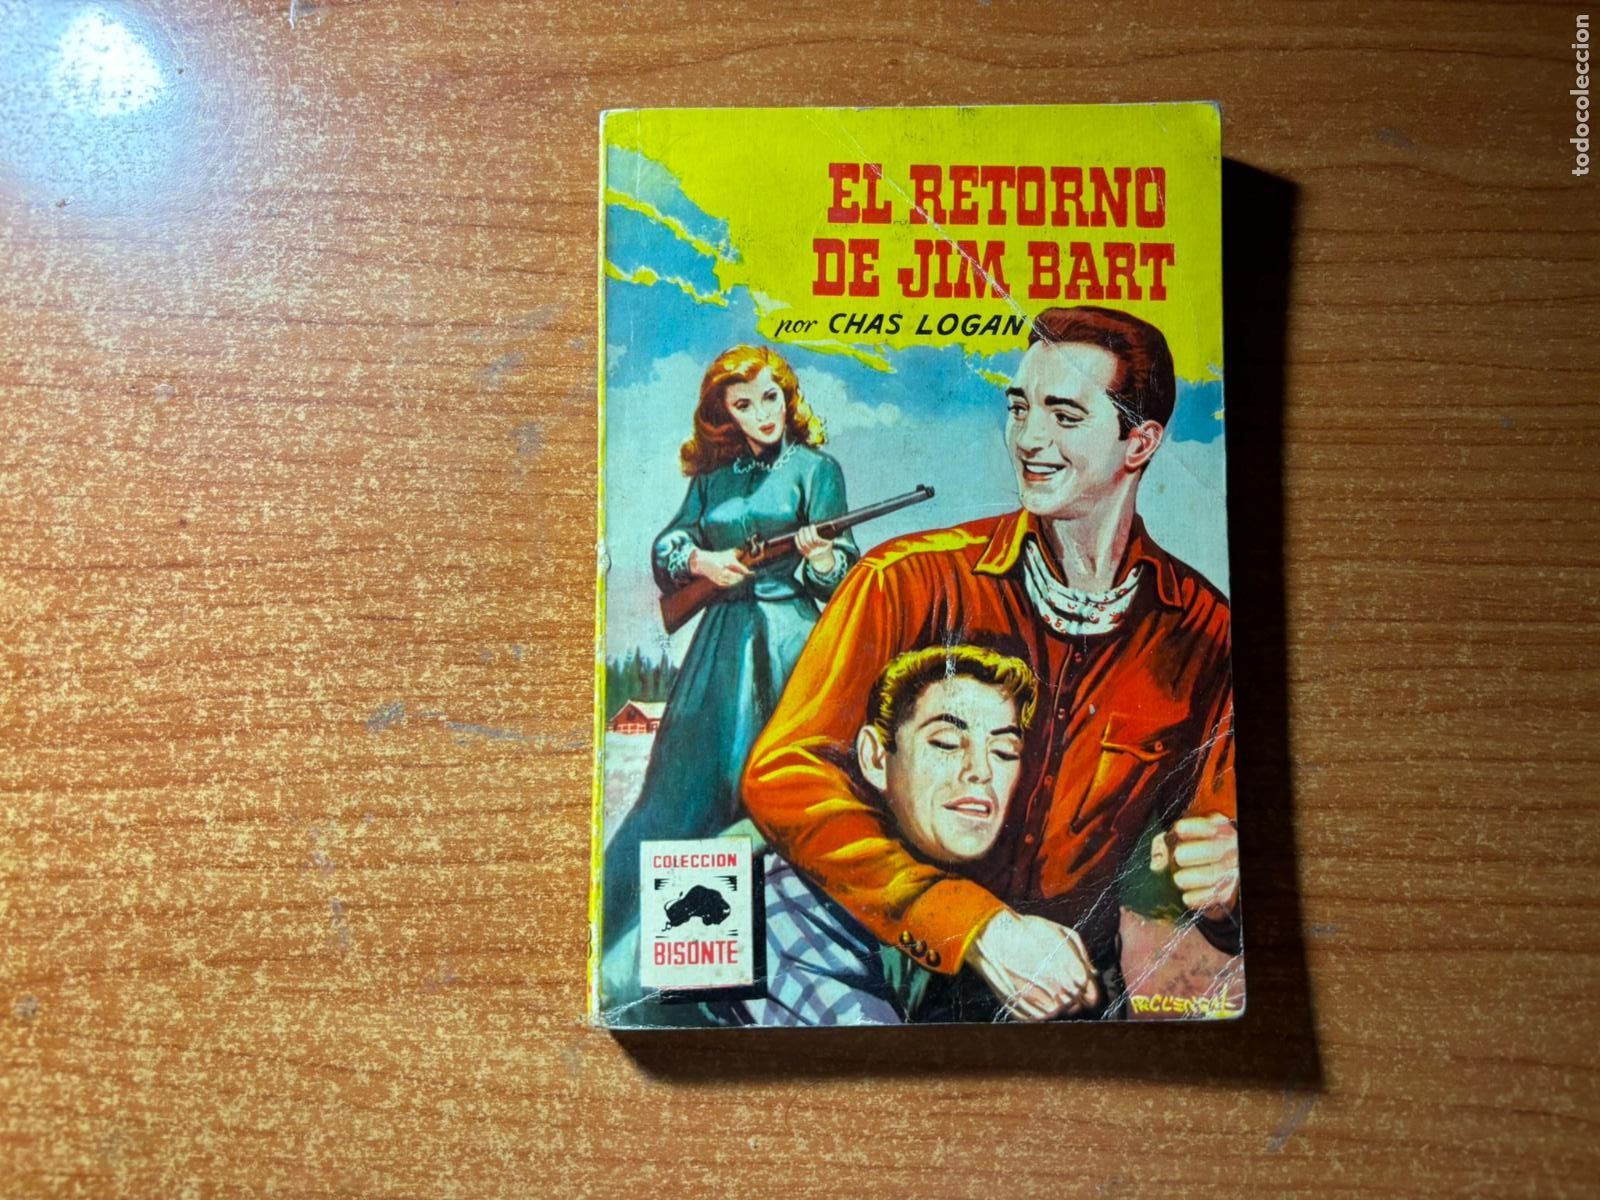 EL RETORNO
DE JIM BART
por CHAS LOGAN
COLECCION
BISONTE
todocoleccion